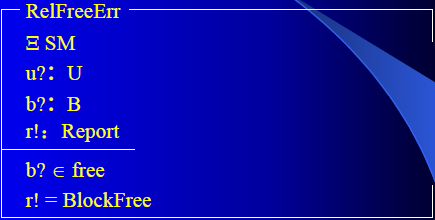 RelFreeErr
Ξ SM
u?：U
b?：B
r!：Report
b? ∈ free
r! = BlockFree